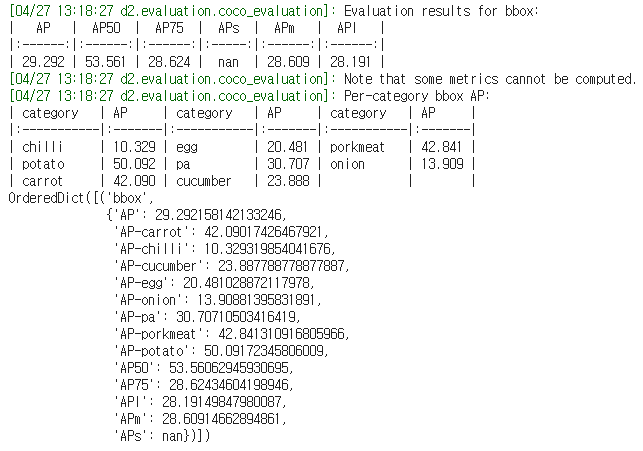 [04/27 13:18:27 d2.evaluation.coco_evaluation]: Evaluation results for bbox:
|   AP   |  AP50  |  AP75  |  APs  |  APm   |  APl   |
|:------:|:------:|:------:|:-----:|:------:|:------:|
| 29.292 | 53.561 | 28.624 |  nan  | 28.609 | 28.191 |
[04/27 13:18:27 d2.evaluation.coco_evaluation]: Note that some metrics cannot be computed.
[04/27 13:18:27 d2.evaluation.coco_evaluation]: Per-category bbox AP:
| category   | AP     | category   | AP     | category   | AP     |
|:-----------|:-------|:-----------|:-------|:-----------|:-------|
| chilli     | 10.329 | egg        | 20.481 | porkmeat   | 42.841 |
| potato     | 50.092 | pa         | 30.707 | onion      | 13.909 |
| carrot     | 42.090 | cucumber   | 23.888 |            |        |
OrderedDict([('bbox',
{'AP': 29.292158142133246,
'AP-carrot': 42.09017426467921,
'AP-chilli': 10.329319854041676,
'AP-cucumber': 23.887788778877887,
'AP-egg': 20.481028872117978,
'AP-onion': 13.90881395831891,
'AP-pa': 30.70710503416419,
'AP-porkmeat': 42.841310916805966,
'AP-potato': 50.09172345806009,
'AP50': 53.56062945930695,
'AP75': 28.62434604198946,
'APl': 28.19149847980087,
'APm': 28.60914662894861,
'APs': nan})])